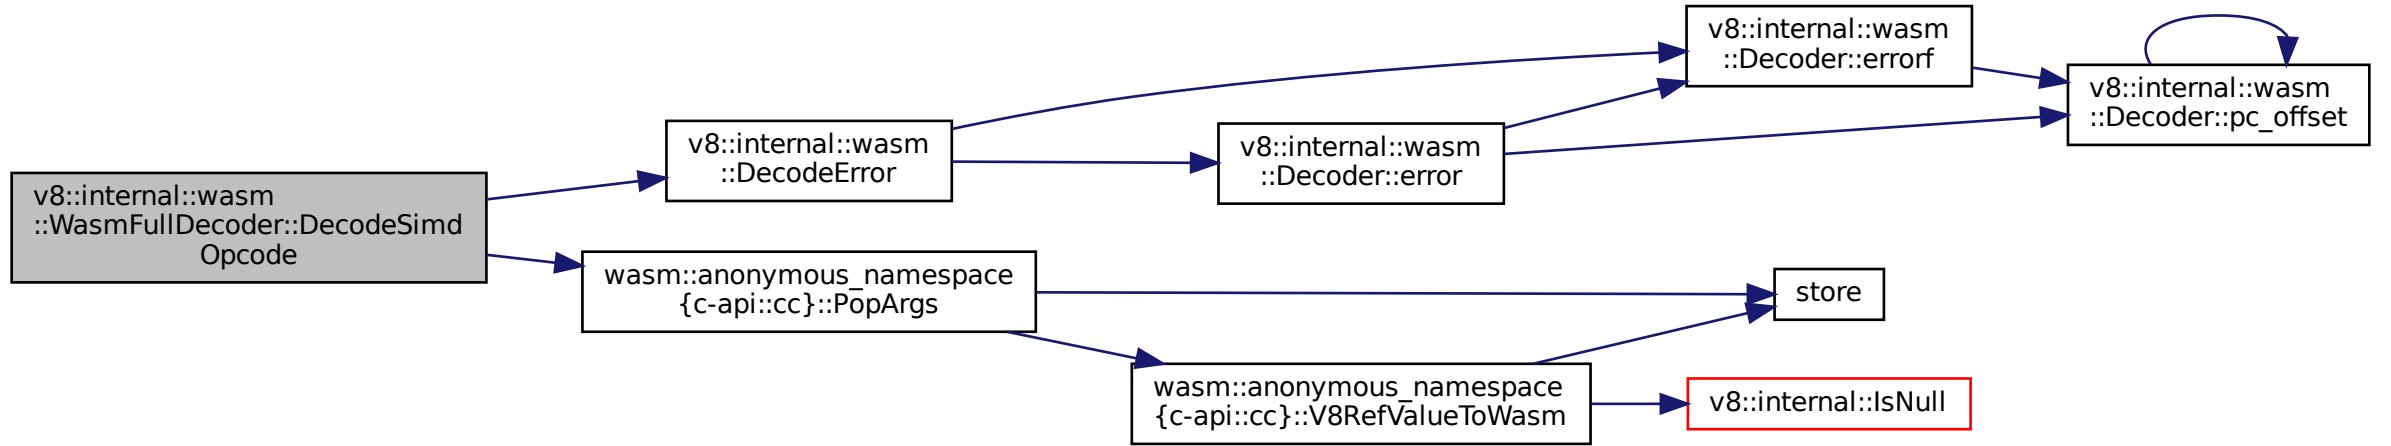 v8::internal::wasm
::WasmFullDecoder::DecodeSimd
Opcode
v8::internal::wasm
::DecodeError
v8::internal::wasm
::Decoder::error
v8::internal::wasm
::Decoder::errorf
v8::internal::wasm
::Decoder::pc_offset
wasm::anonymous_namespace
{c-api::cc}::PopArgs
store
wasm::anonymous_namespace
{c-api::cc}::V8RefValueToWasm
v8::internal::IsNull